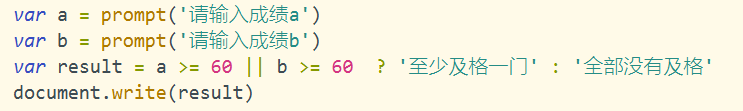 var a = prompt('请输入成绩a')
var b = prompt('请输入成绩b')
var result = a >= 60 || b >= 60  ? '至少及格一门' : '全部没有及格'
document.write(result)